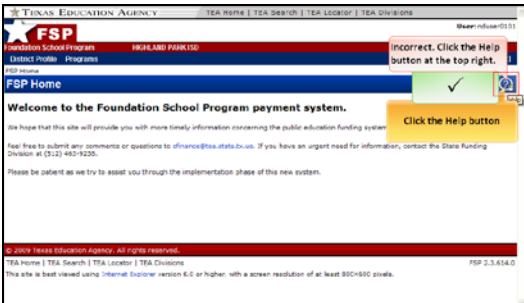 TEXAS EDUCATION AGENCY TEA Home | TEA Search | TEA Locator | TEA Divisions
User: nduser0131
FSP
Foundation School Program HIGHLAND PARK ISD
Incorrect. Click the Help
button at the top right.
District Profile Programs
FSP Home
FSP Home
Click the Help button
Welcome to the Foundation School Program payment system.
We hope that this site will provide you with more timely information concerning the public education funding system
Feel free to submit any comments or questions to sfinance@tea.state.tx.us. If you have an urgent need for information, contact the State Funding
Division at (512) 463-9238.
Please be patient as we try to assist you through the implementation phase of this new system.
© 2009 Texas Education Agency. All rights reserved.
TEA Home | TEA Search | TEA Locator | TEA Divisions FSP 2.3.614.0
This site is best viewed using Internet Explorer version 6.0 or higher, with a screen resolution of at least 800x600 pixels.